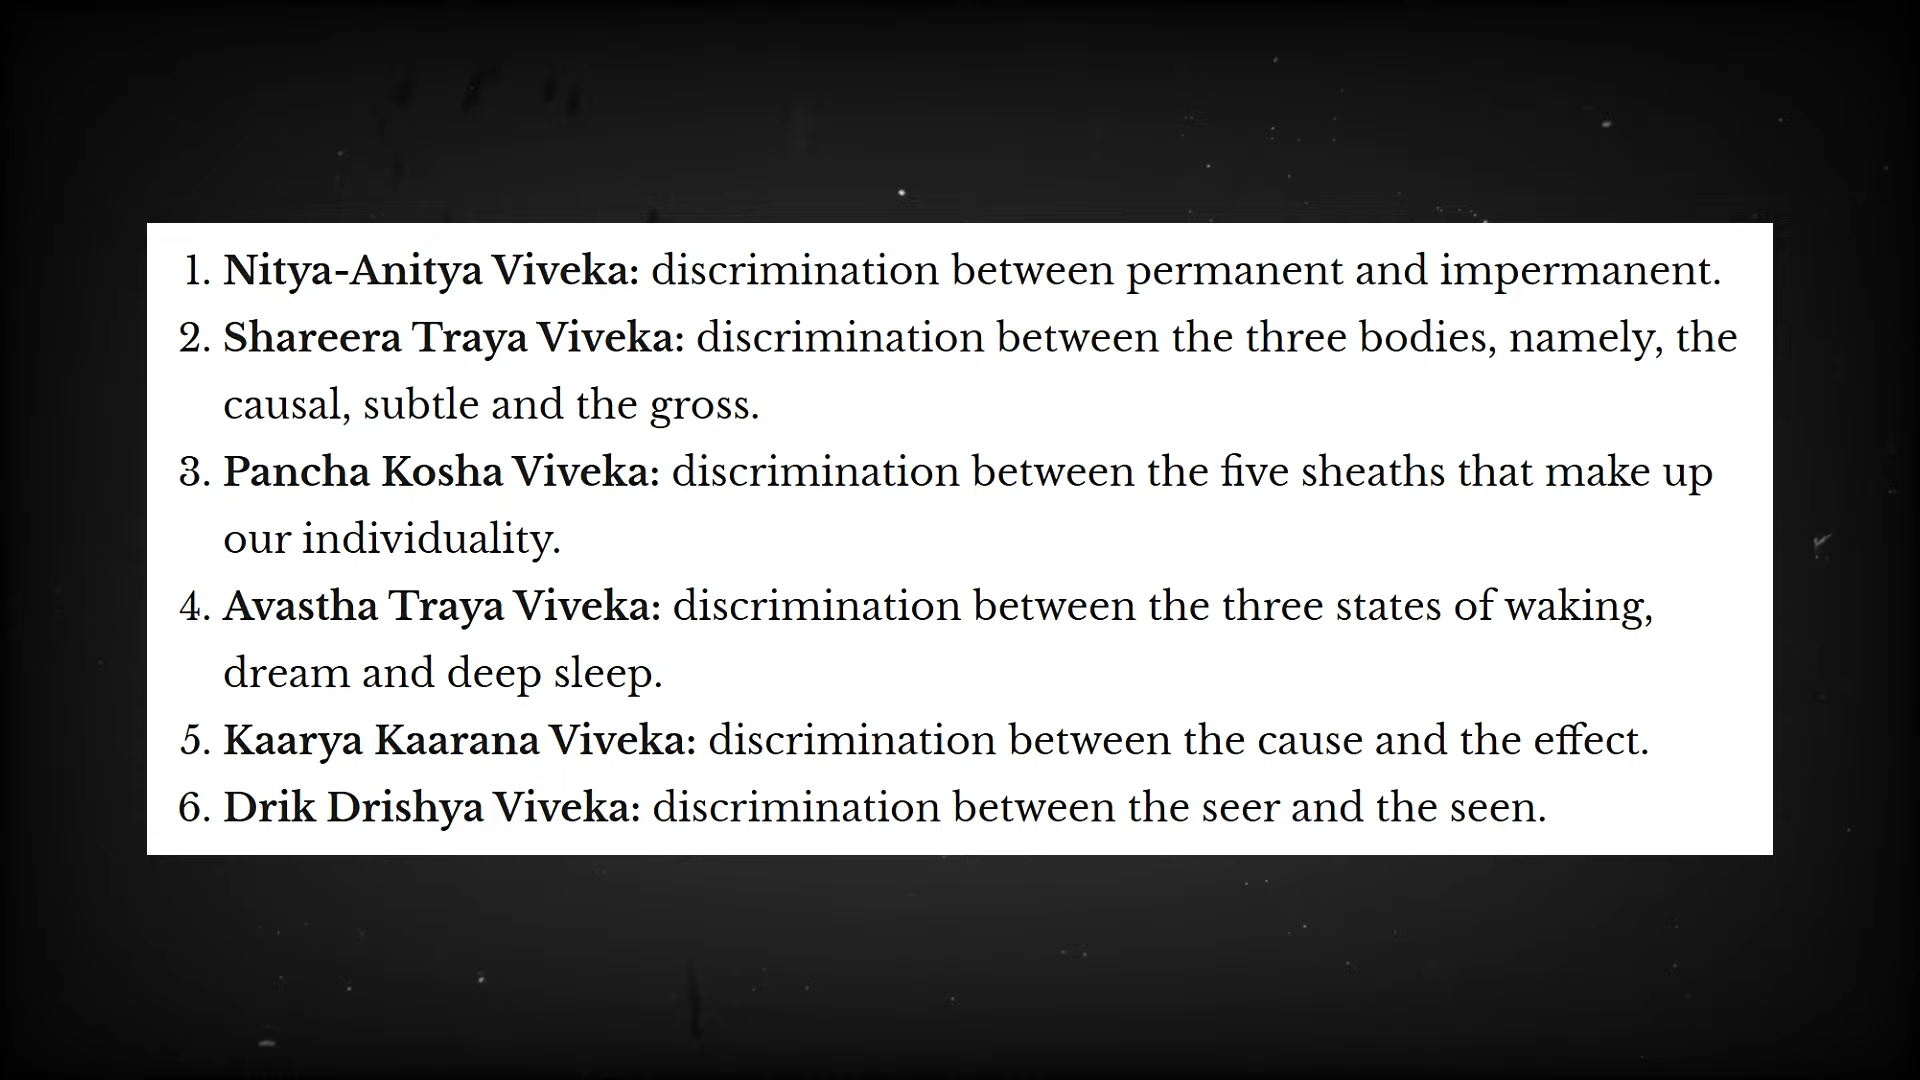 1. Nitya-Anitya Viveka: discrimination between permanent and impermanent.
2. Shareera Traya Viveka: discrimination between the three bodies, namely, the
causal, subtle and the gross.
3. Pancha Kosha Viveka: discrimination between the five sheaths that make up
our individuality.
4. Avastha Traya Viveka: discrimination between the three states of waking,
dream and deep sleep.
5. Kaarya Kaarana Viveka: discrimination between the cause and the effect.
6. Drik Drishya Viveka: discrimination between the seer and the seen.